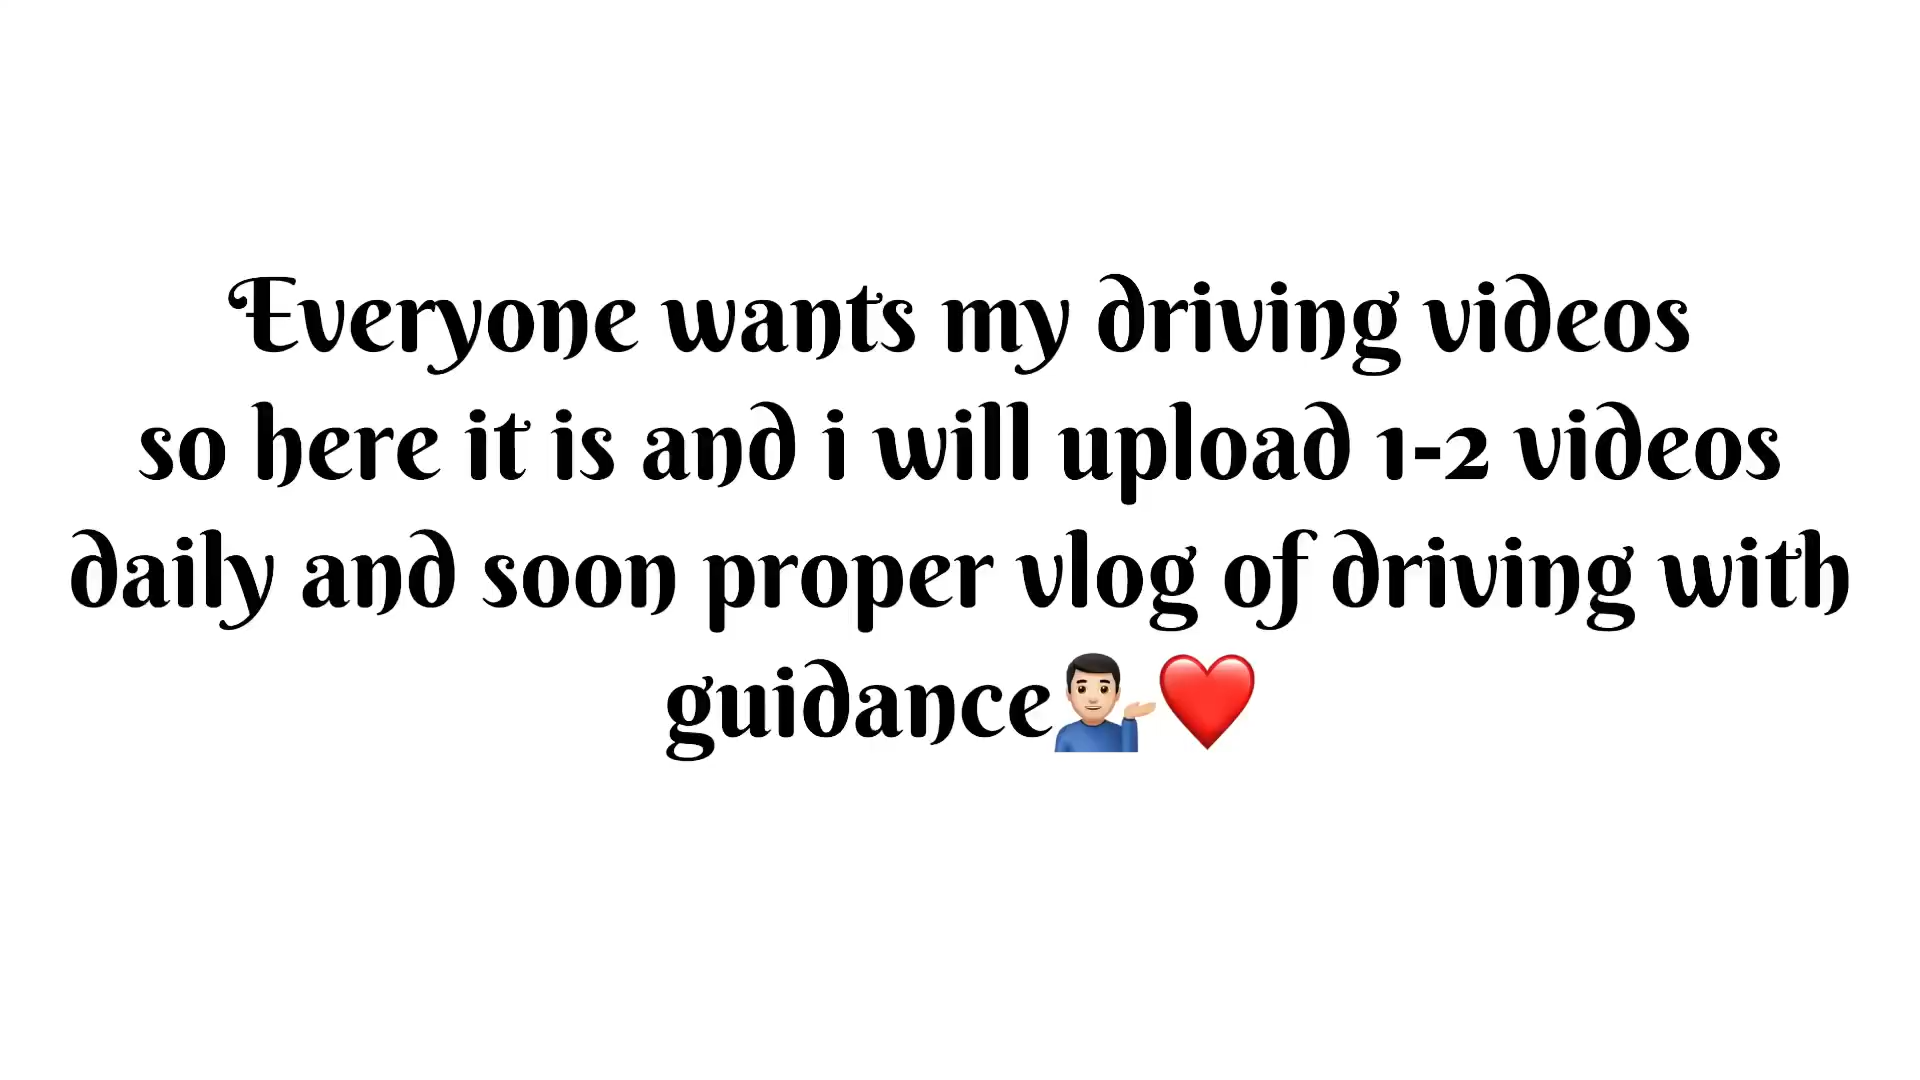 Everyone wants my driving videos
so here it is and i will upload 1-2 videos
daily and soon proper vlog of driving with
guidance💁🏻‍♂️❤️